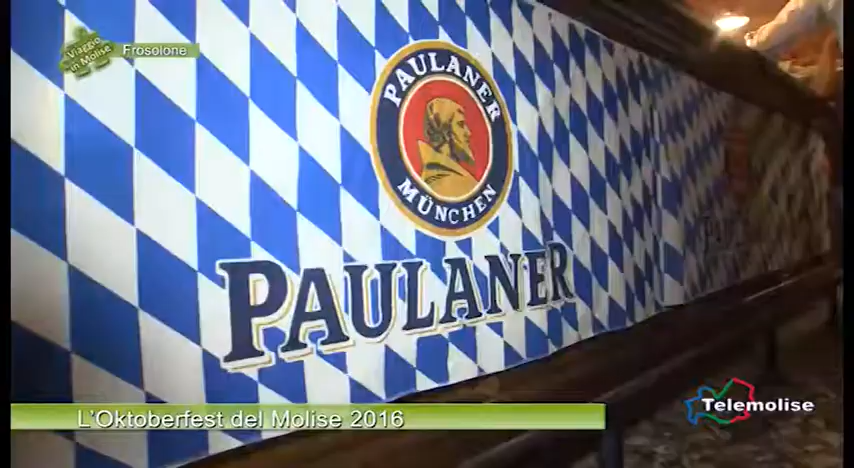 Viaggio
in Molise
Frosolone
PAULANER
MÜNCHEN
PAULANER
L'Oktoberfest del Molise 2016
Telemolise